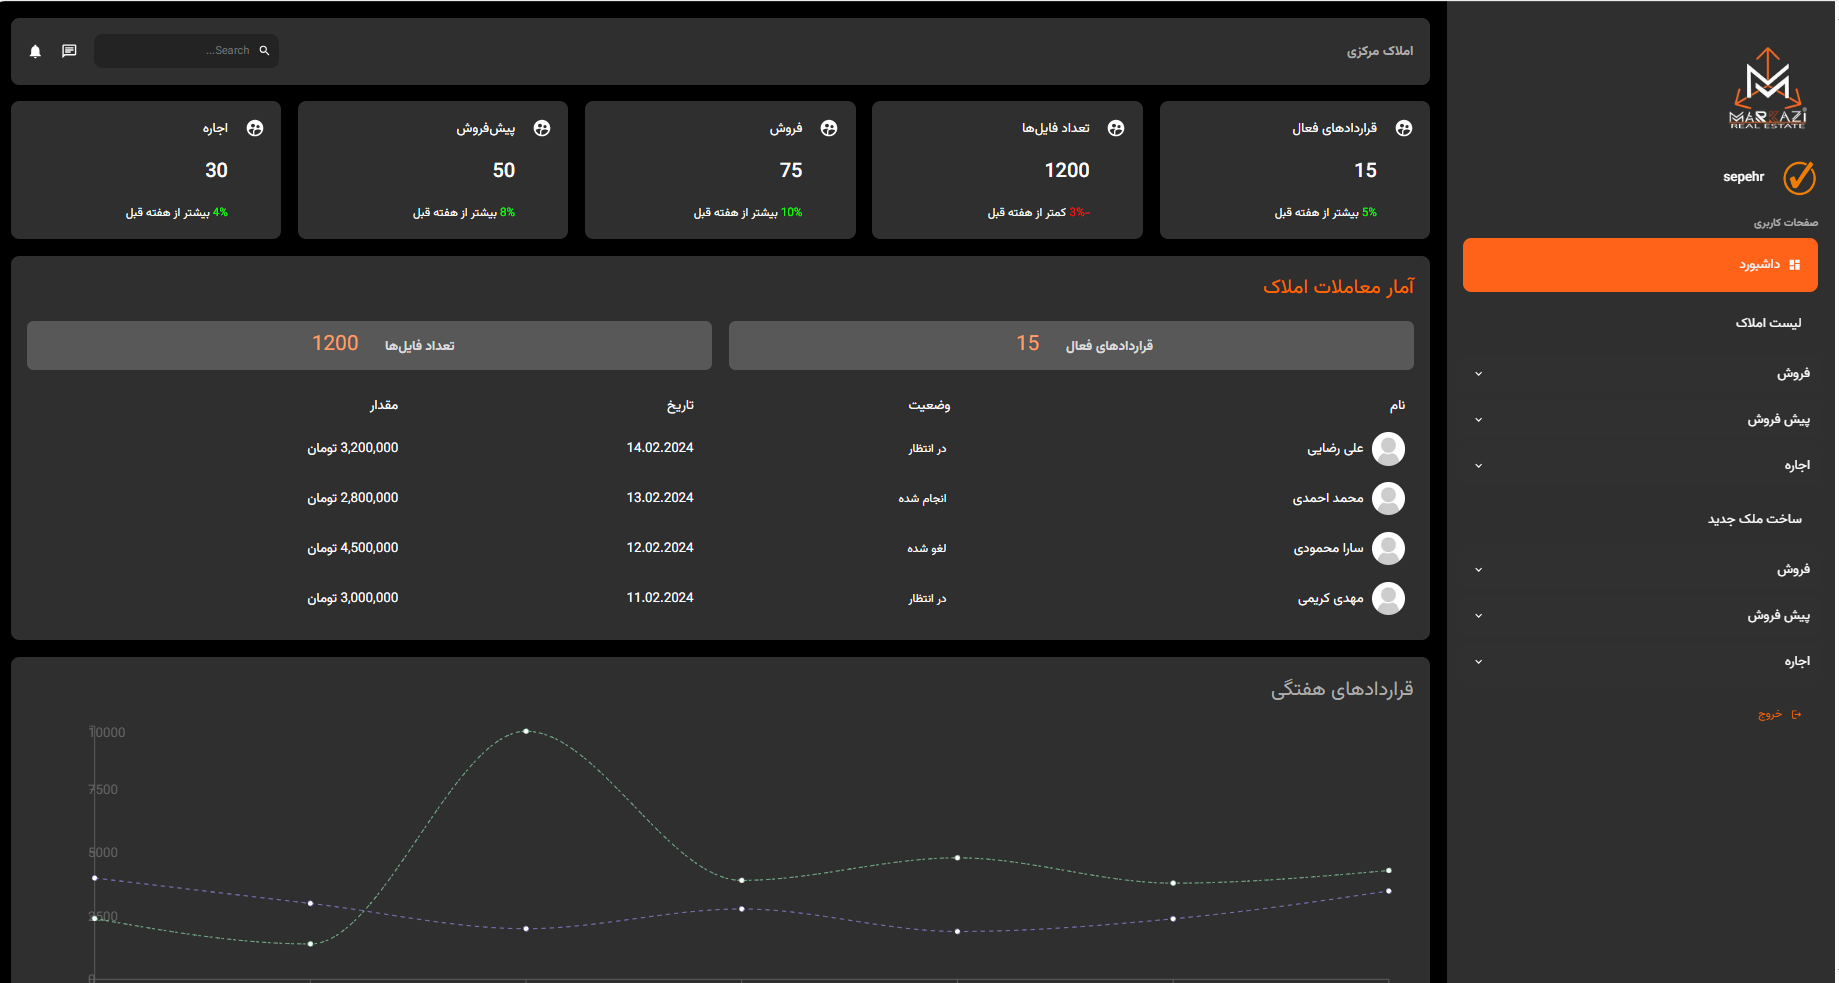 املاک مرکزی
Search...
MARKAZI
REAL ESTATE
sepehr
صفحات کاربری
داشبورد
لیست املاک
فروش
پیش فروش
اجاره
ساخت ملک جدید
فروش
پیش فروش
اجاره
خروج
قراردادهای فعال
15
5% بیشتر از هفته قبل
تعداد فایل‌ها
1200
-3% کمتر از هفته قبل
فروش
75
10% بیشتر از هفته قبل
پیش‌فروش
50
8% بیشتر از هفته قبل
اجاره
30
4% بیشتر از هفته قبل
آمار معاملات املاک
قراردادهای فعال 15
تعداد فایل‌ها 1200
نام وضعیت تاریخ مقدار
علی رضایی در انتظار 14.02.2024 3,200,000 تومان
محمد احمدی انجام شده 13.02.2024 2,800,000 تومان
سارا محمودی لغو شده 12.02.2024 4,500,000 تومان
مهدی کریمی در انتظار 11.02.2024 3,000,000 تومان
قراردادهای هفتگی
10000
7500
5000
2500
0